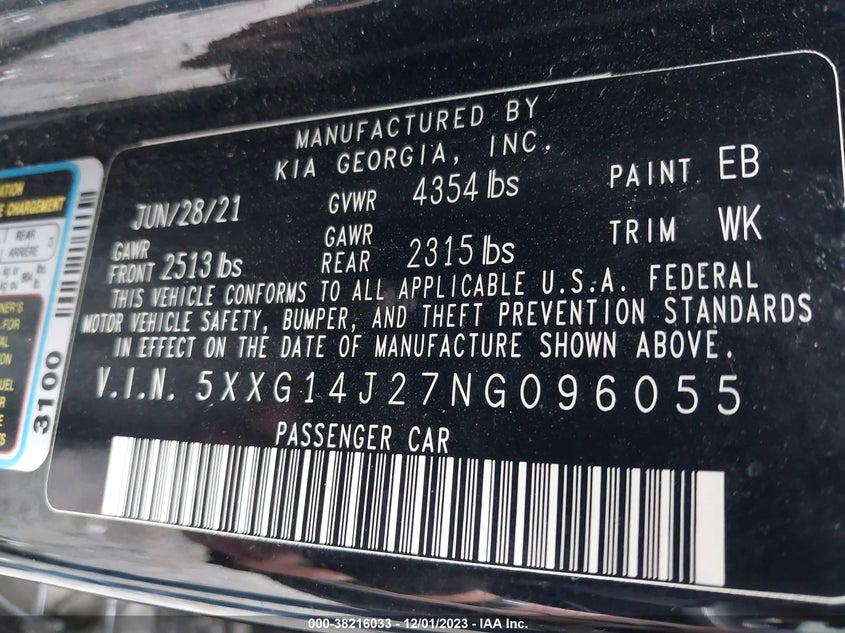 MANUFACTURED BY
KIA GEORGIA, INC.
JUN/28/21 GVWR 4354 lbs PAINT EB
GAWR FRONT 2513 lbs GAWR REAR 2315 lbs TRIM WK
THIS VEHICLE CONFORMS TO ALL APPLICABLE U.S.A. FEDERAL
MOTOR VEHICLE SAFETY, BUMPER, AND THEFT PREVENTION STANDARDS
IN EFFECT ON THE DATE OF MANUFACTURE SHOWN ABOVE.
V.I.N. 5XXG14J27NG096055
PASSENGER CAR
CHARGEMENT
REAR
ARRIÈRE
3100
000-38216033 - 12/01/2023 - IAA Inc.